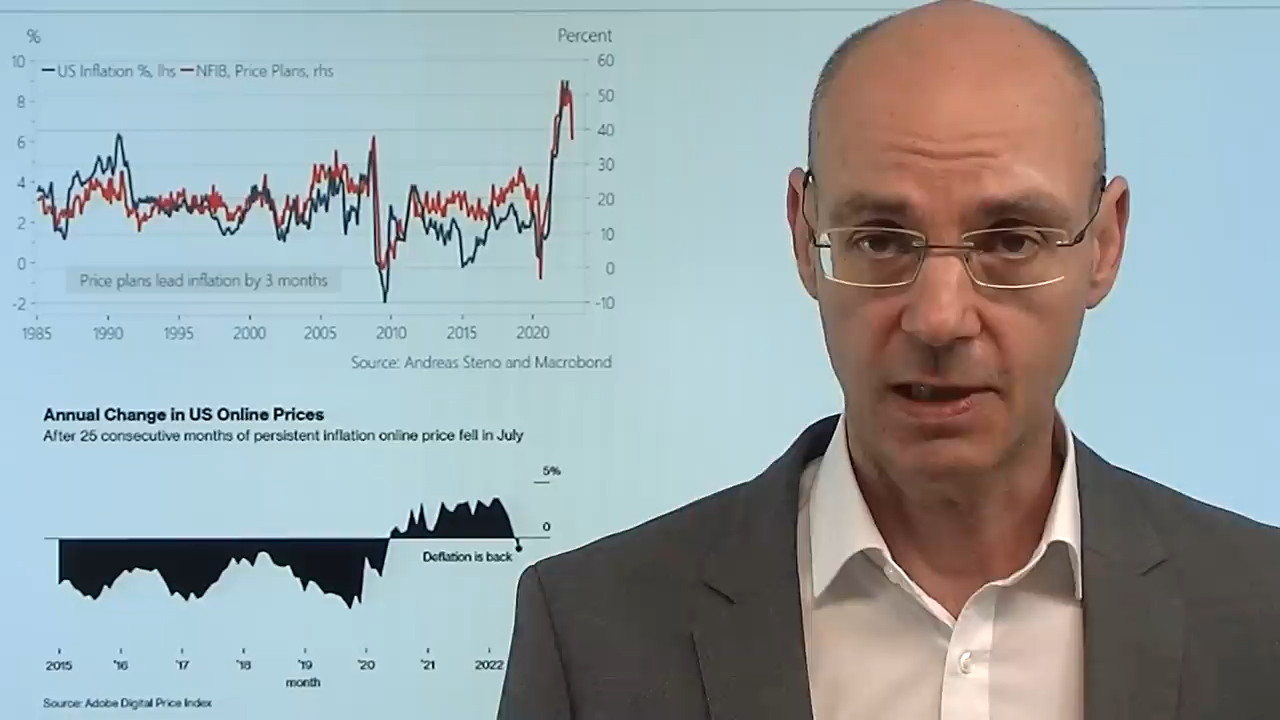 % Percent
10 60
US Inflation %, lhs NFIB, Price Plans, rhs
8 50
6 40
30
4
20
2 10
0 0
Price plans lead inflation by 3 months
-2 -10
1985 1990 1995 2000 2005 2010 2015 2020
Source: Andreas Steno and Macrobond
Annual Change in US Online Prices
After 25 consecutive months of persistent inflation online price fell in July
5%
0
Deflation is back
2015 '16 '17 '18 '19 '20 '21 2022
month
Source: Adobe Digital Price Index